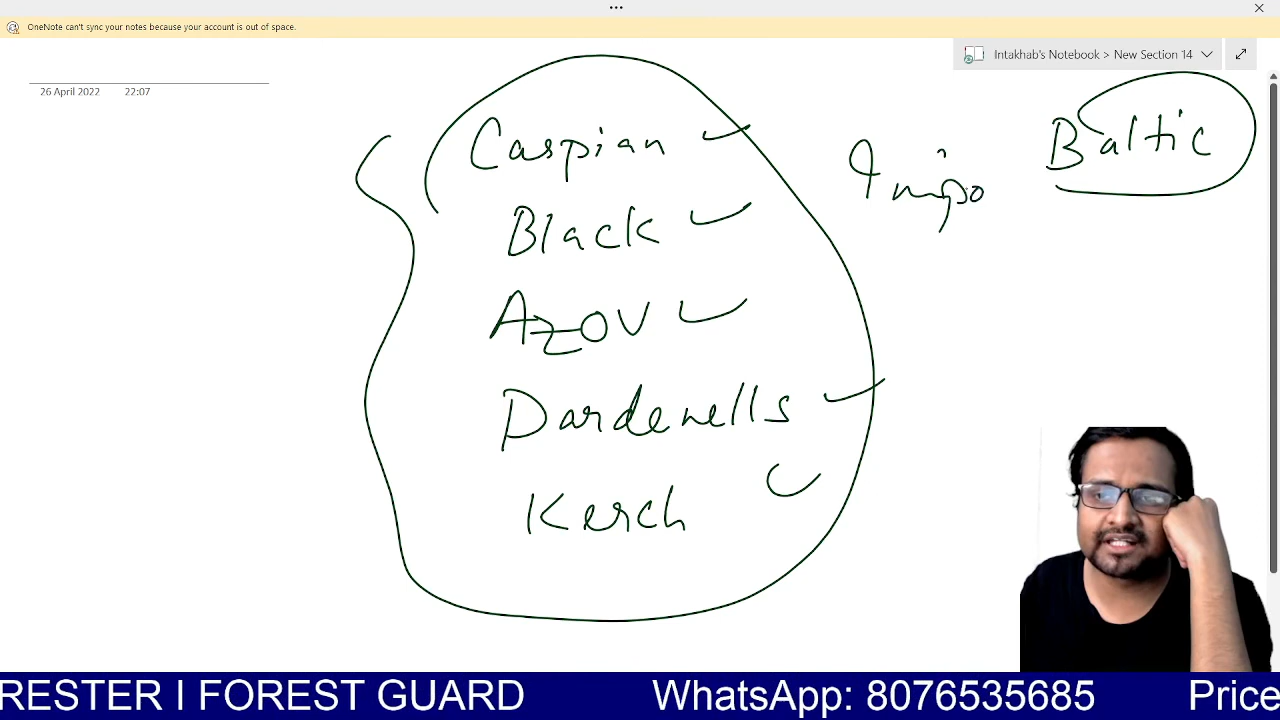 OneNote can't sync your notes because your account is out of space.
Intakhab's Notebook > New Section 14
26 April 2022 22:07
Caspian
Black
Azov
Dardenells
Kerch
Impo
Baltic
RESTER I FOREST GUARD WhatsApp: 8076535685 Price